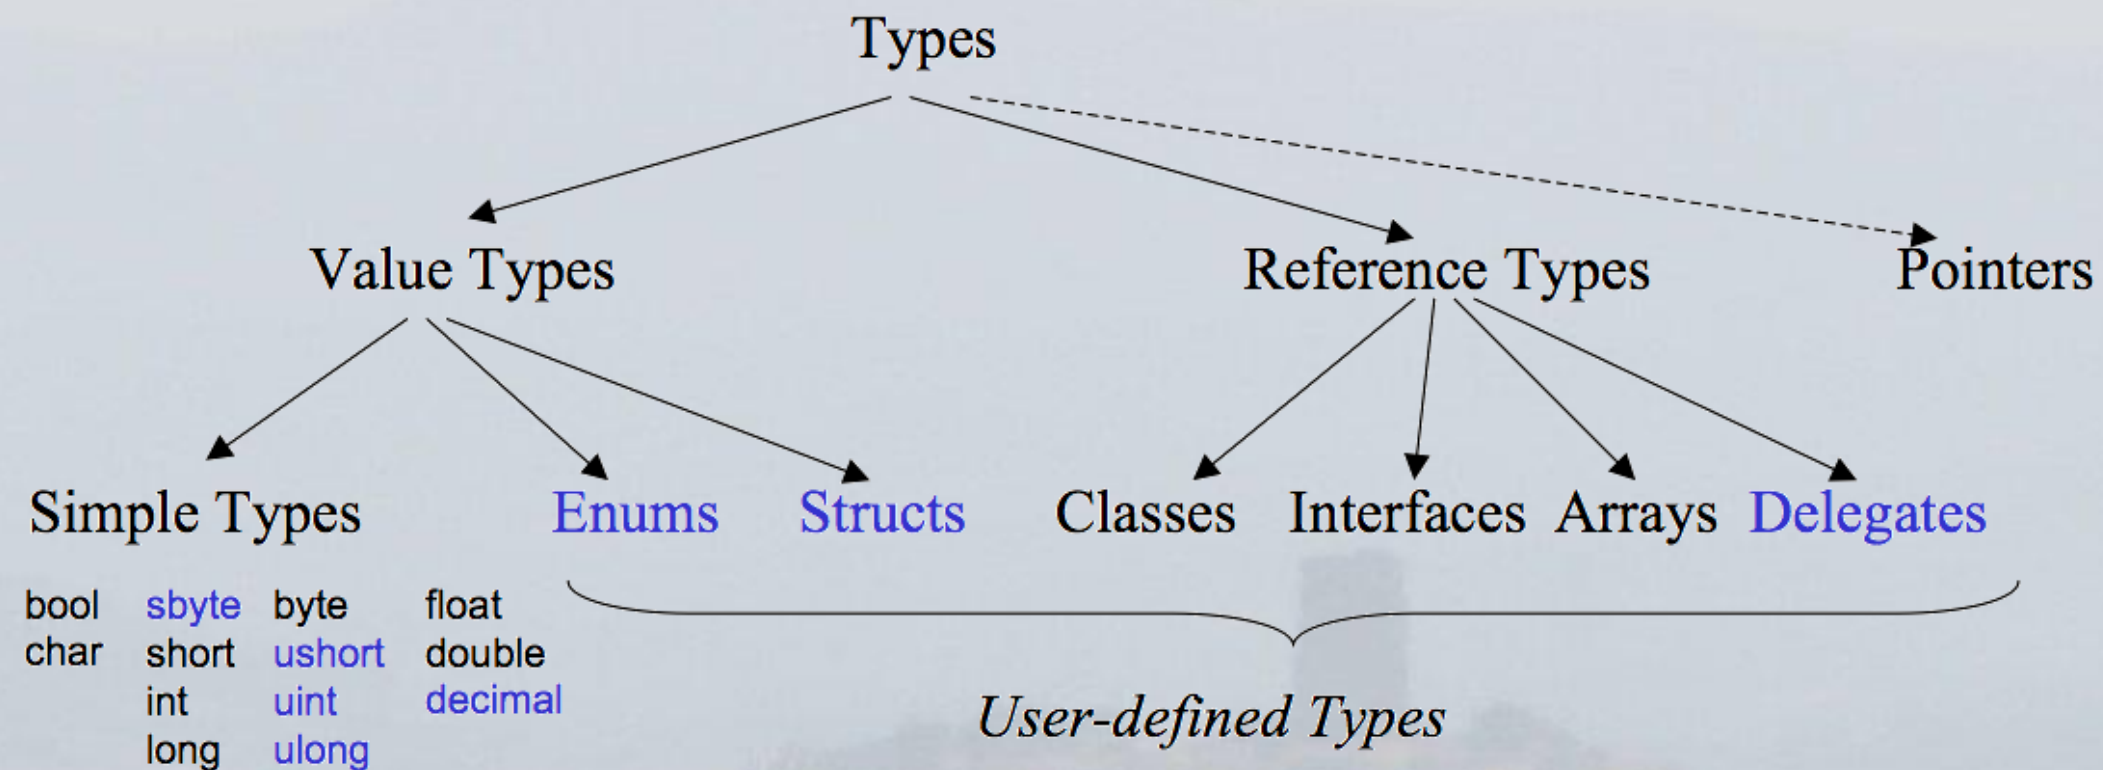 Types
Value Types Reference Types Pointers
Simple Types Enums Structs Classes Interfaces Arrays Delegates
bool sbyte byte float
char short ushort double
int uint decimal
long ulong
User-defined Types